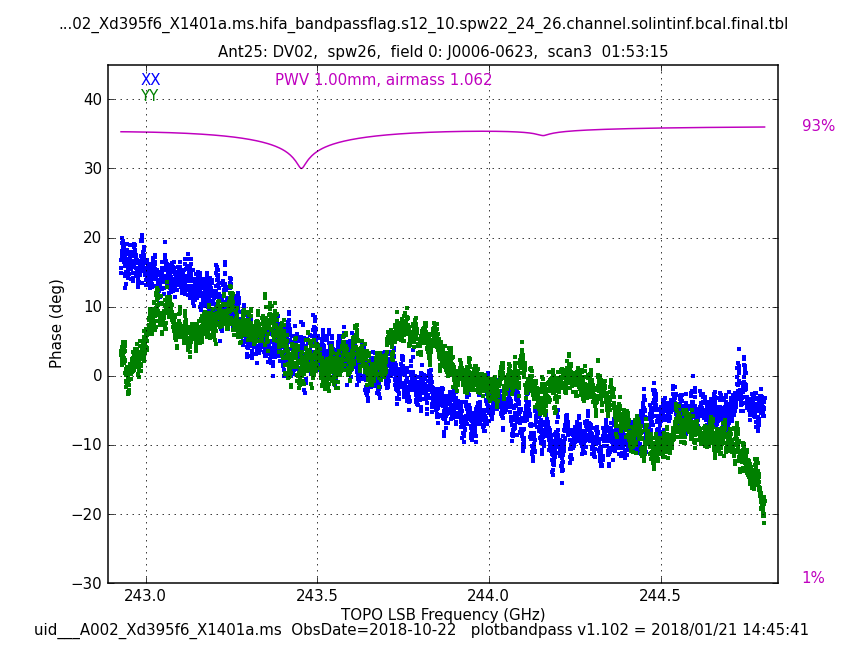 ...02_Xd395f6_X1401a.ms.hifa_bandpassflag.s12_10.spw22_24_26.channel.solintinf.bcal.final.tbl
Ant25: DV02, spw26, field 0: J0006-0623, scan3 01:53:15
XX
PWV 1.00mm, airmass 1.062
YY
40
93%
30
20
10
0
−10
−20
−30
1%
Phase (deg)
243.0 243.5 244.0 244.5
TOPO LSB Frequency (GHz)
uid___A002_Xd395f6_X1401a.ms ObsDate=2018-10-22 plotbandpass v1.102 = 2018/01/21 14:45:41